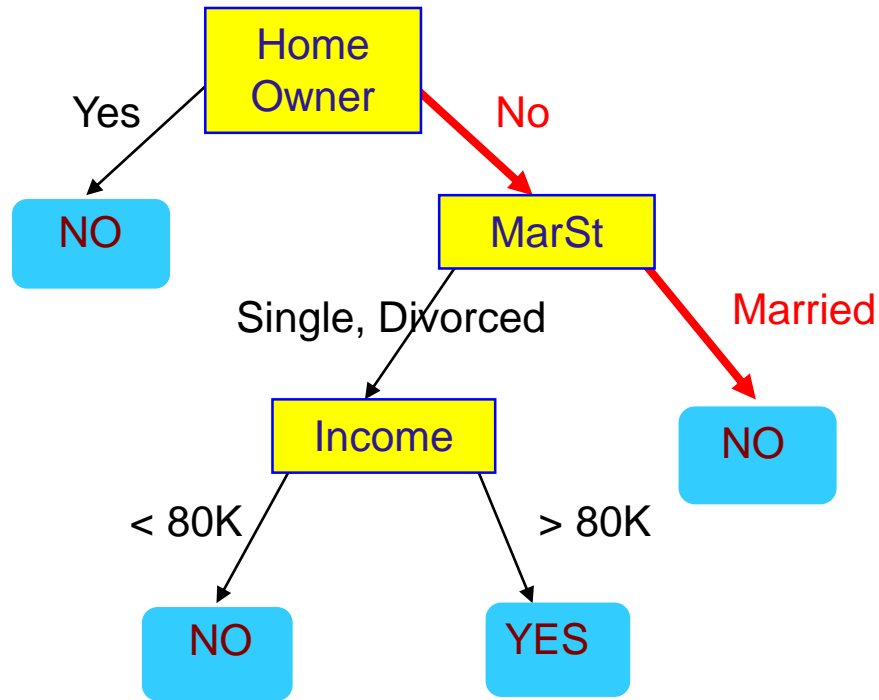 Home
Owner
Yes
No
NO
MarSt
Single, Divorced
Married
Income
NO
< 80K
> 80K
NO
YES